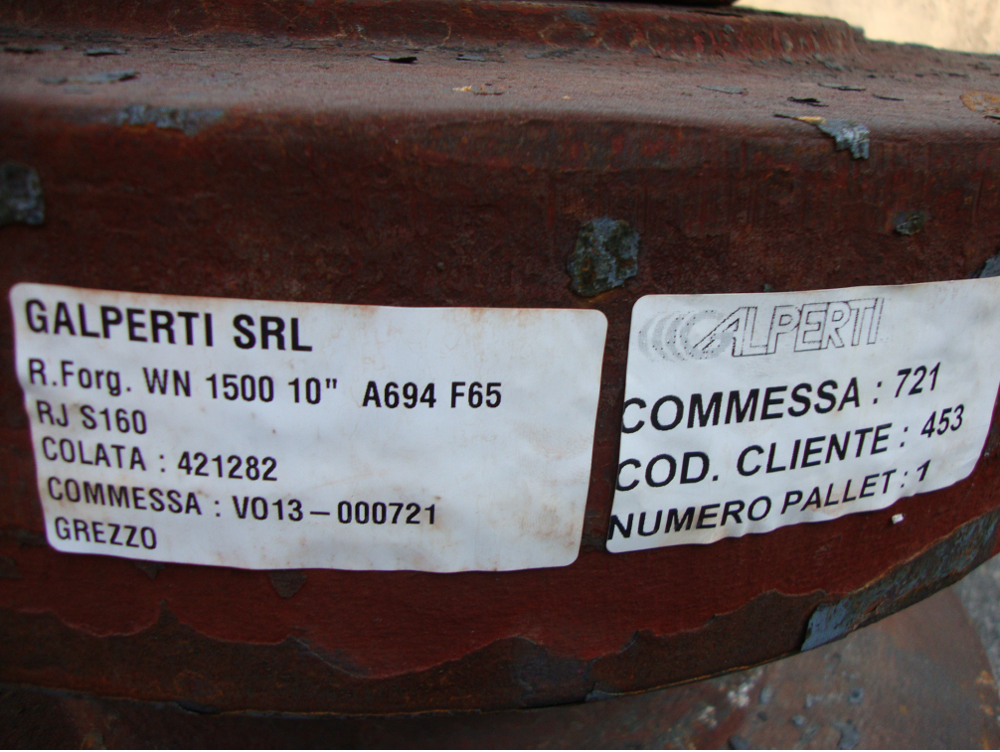 GALPERTI SRL
R.Forg. WN 1500 10" A694 F65
RJ S160
COLATA : 421282
COMMESSA : VO13-000721
GREZZO
GALPERTI
COMMESSA : 721
COD. CLIENTE : 453
NUMERO PALLET : 1